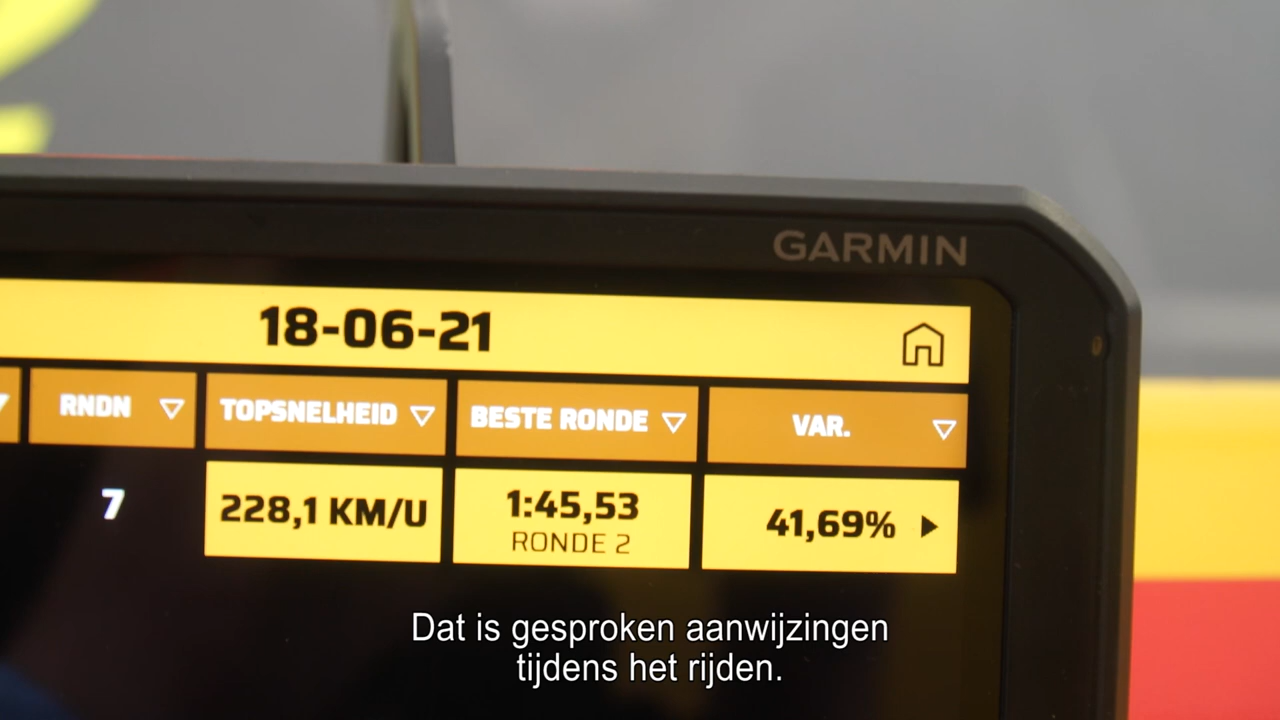 GARMIN
18-06-21
RNDN TOPSNELHEID BESTE RONDE VAR.
7 228,1 KM/U 1:45,53 41,69%
RONDE 2
Dat is gesproken aanwijzingen
tijdens het rijden.